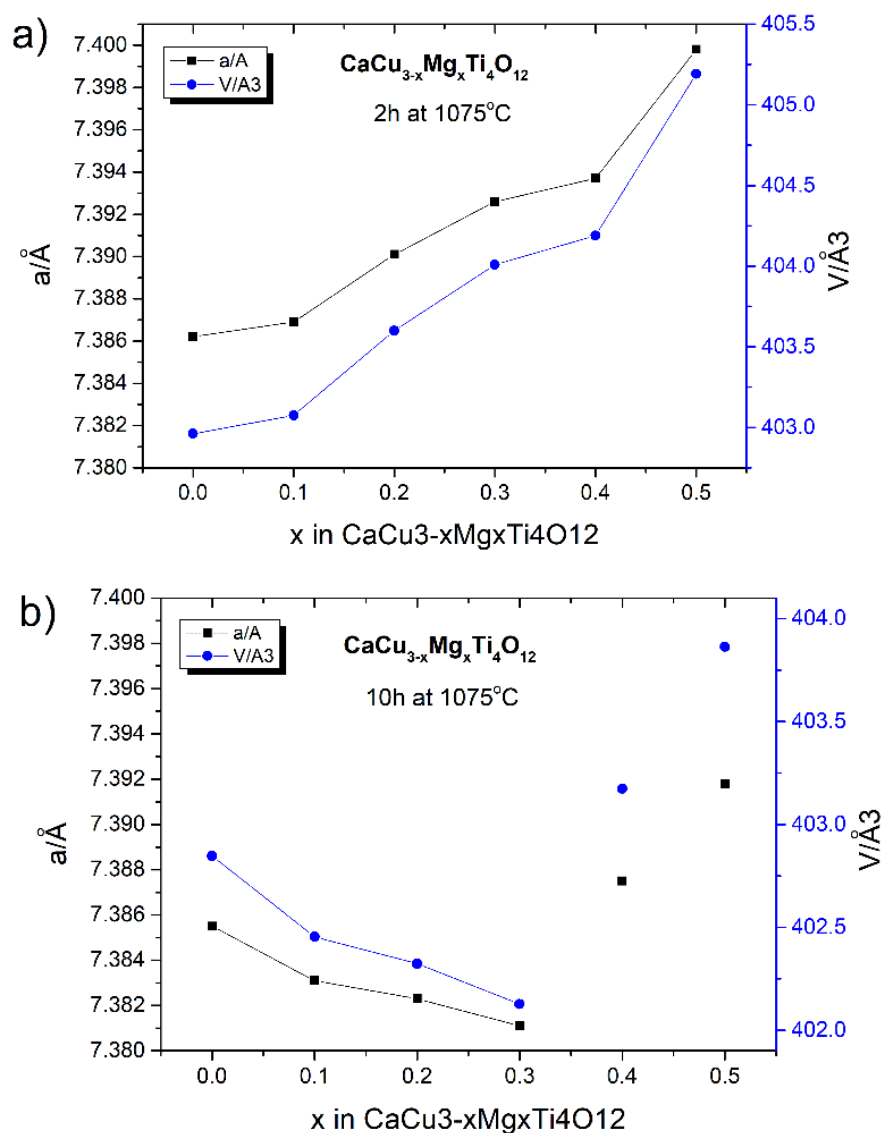 a)
a/A
V/A3
CaCu3-xMgxTi4O12
2h at 1075oC
7.400
7.398
7.396
7.394
7.392
7.390
7.388
7.386
7.384
7.382
7.380
a/Å
405.5
405.0
404.5
404.0
403.5
403.0
V/Å3
0.0 0.1 0.2 0.3 0.4 0.5
x in CaCu3-xMgxTi4O12
b)
a/A
V/A3
CaCu3-xMgxTi4O12
10h at 1075oC
7.400
7.398
7.396
7.394
7.392
7.390
7.388
7.386
7.384
7.382
7.380
a/Å
404.0
403.5
403.0
402.5
402.0
V/Å3
0.0 0.1 0.2 0.3 0.4 0.5
x in CaCu3-xMgxTi4O12